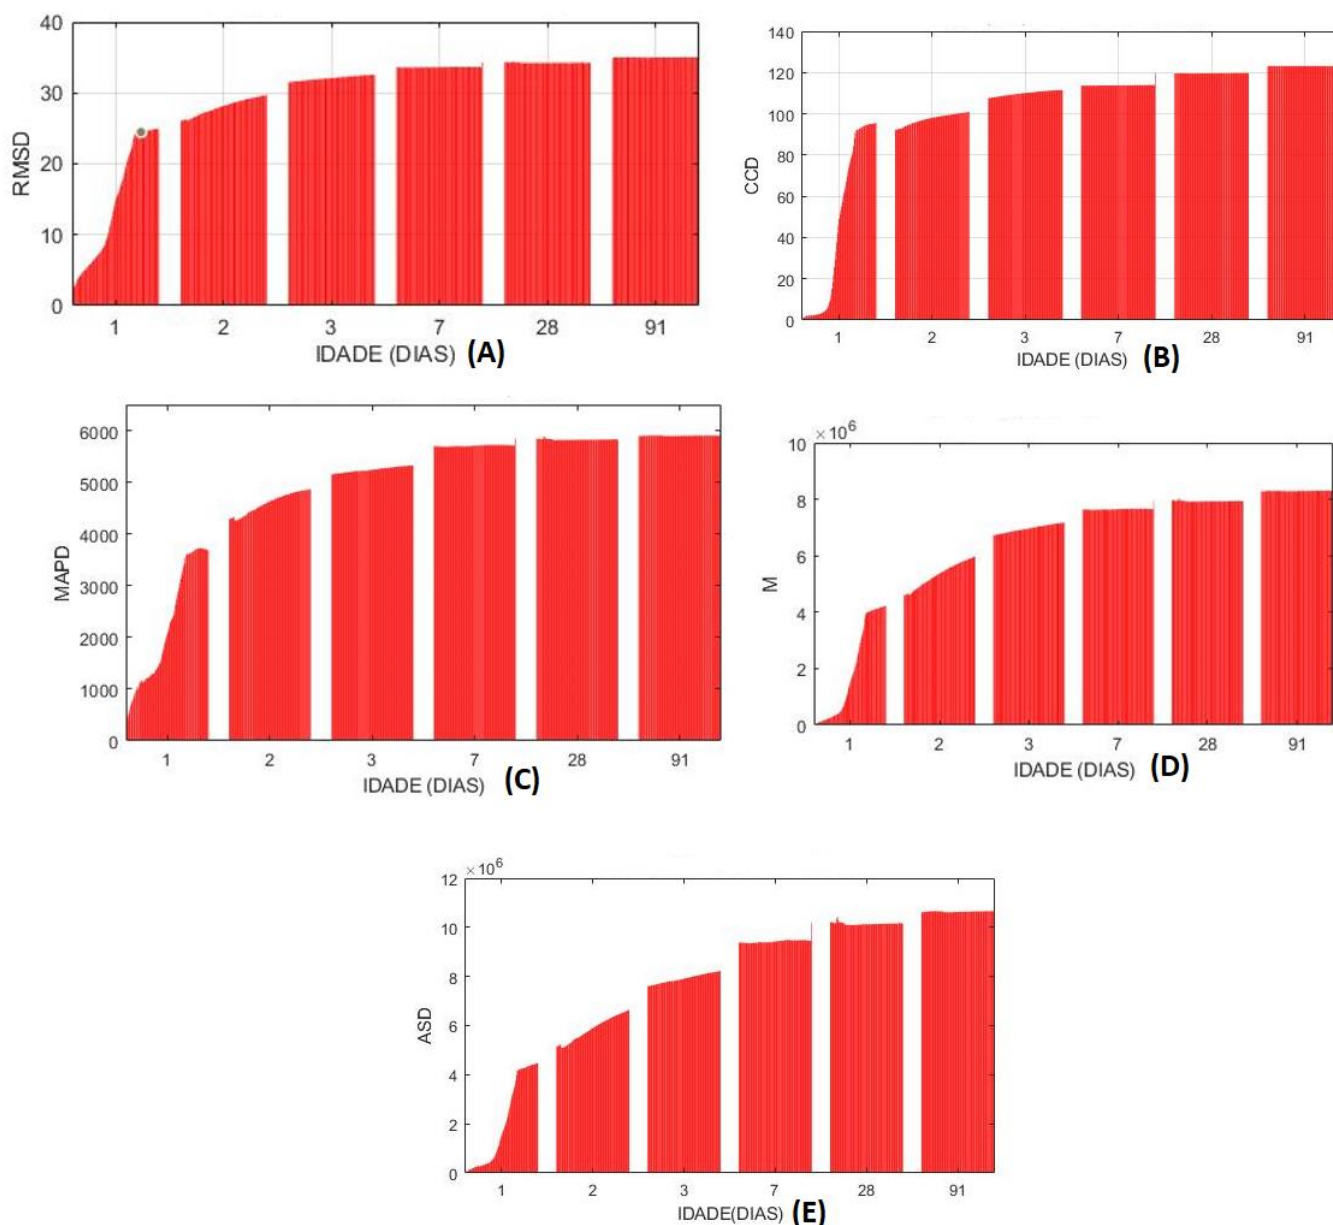 40
30
20
10
0
RMSD
1 2 3 7 28 91
IDADE (DIAS) (A)
140
120
100
80
60
40
20
0
CCD
1 2 3 7 28 91
IDADE (DIAS) (B)
6000
5000
4000
3000
2000
1000
0
MAPD
1 2 3 7 28 91
IDADE (DIAS) (C)
×10⁶
10
8
6
4
2
0
M
1 2 3 7 28 91
IDADE (DIAS) (D)
×10⁶
12
10
8
6
4
2
0
ASD
1 2 3 7 28 91
IDADE(DIAS) (E)